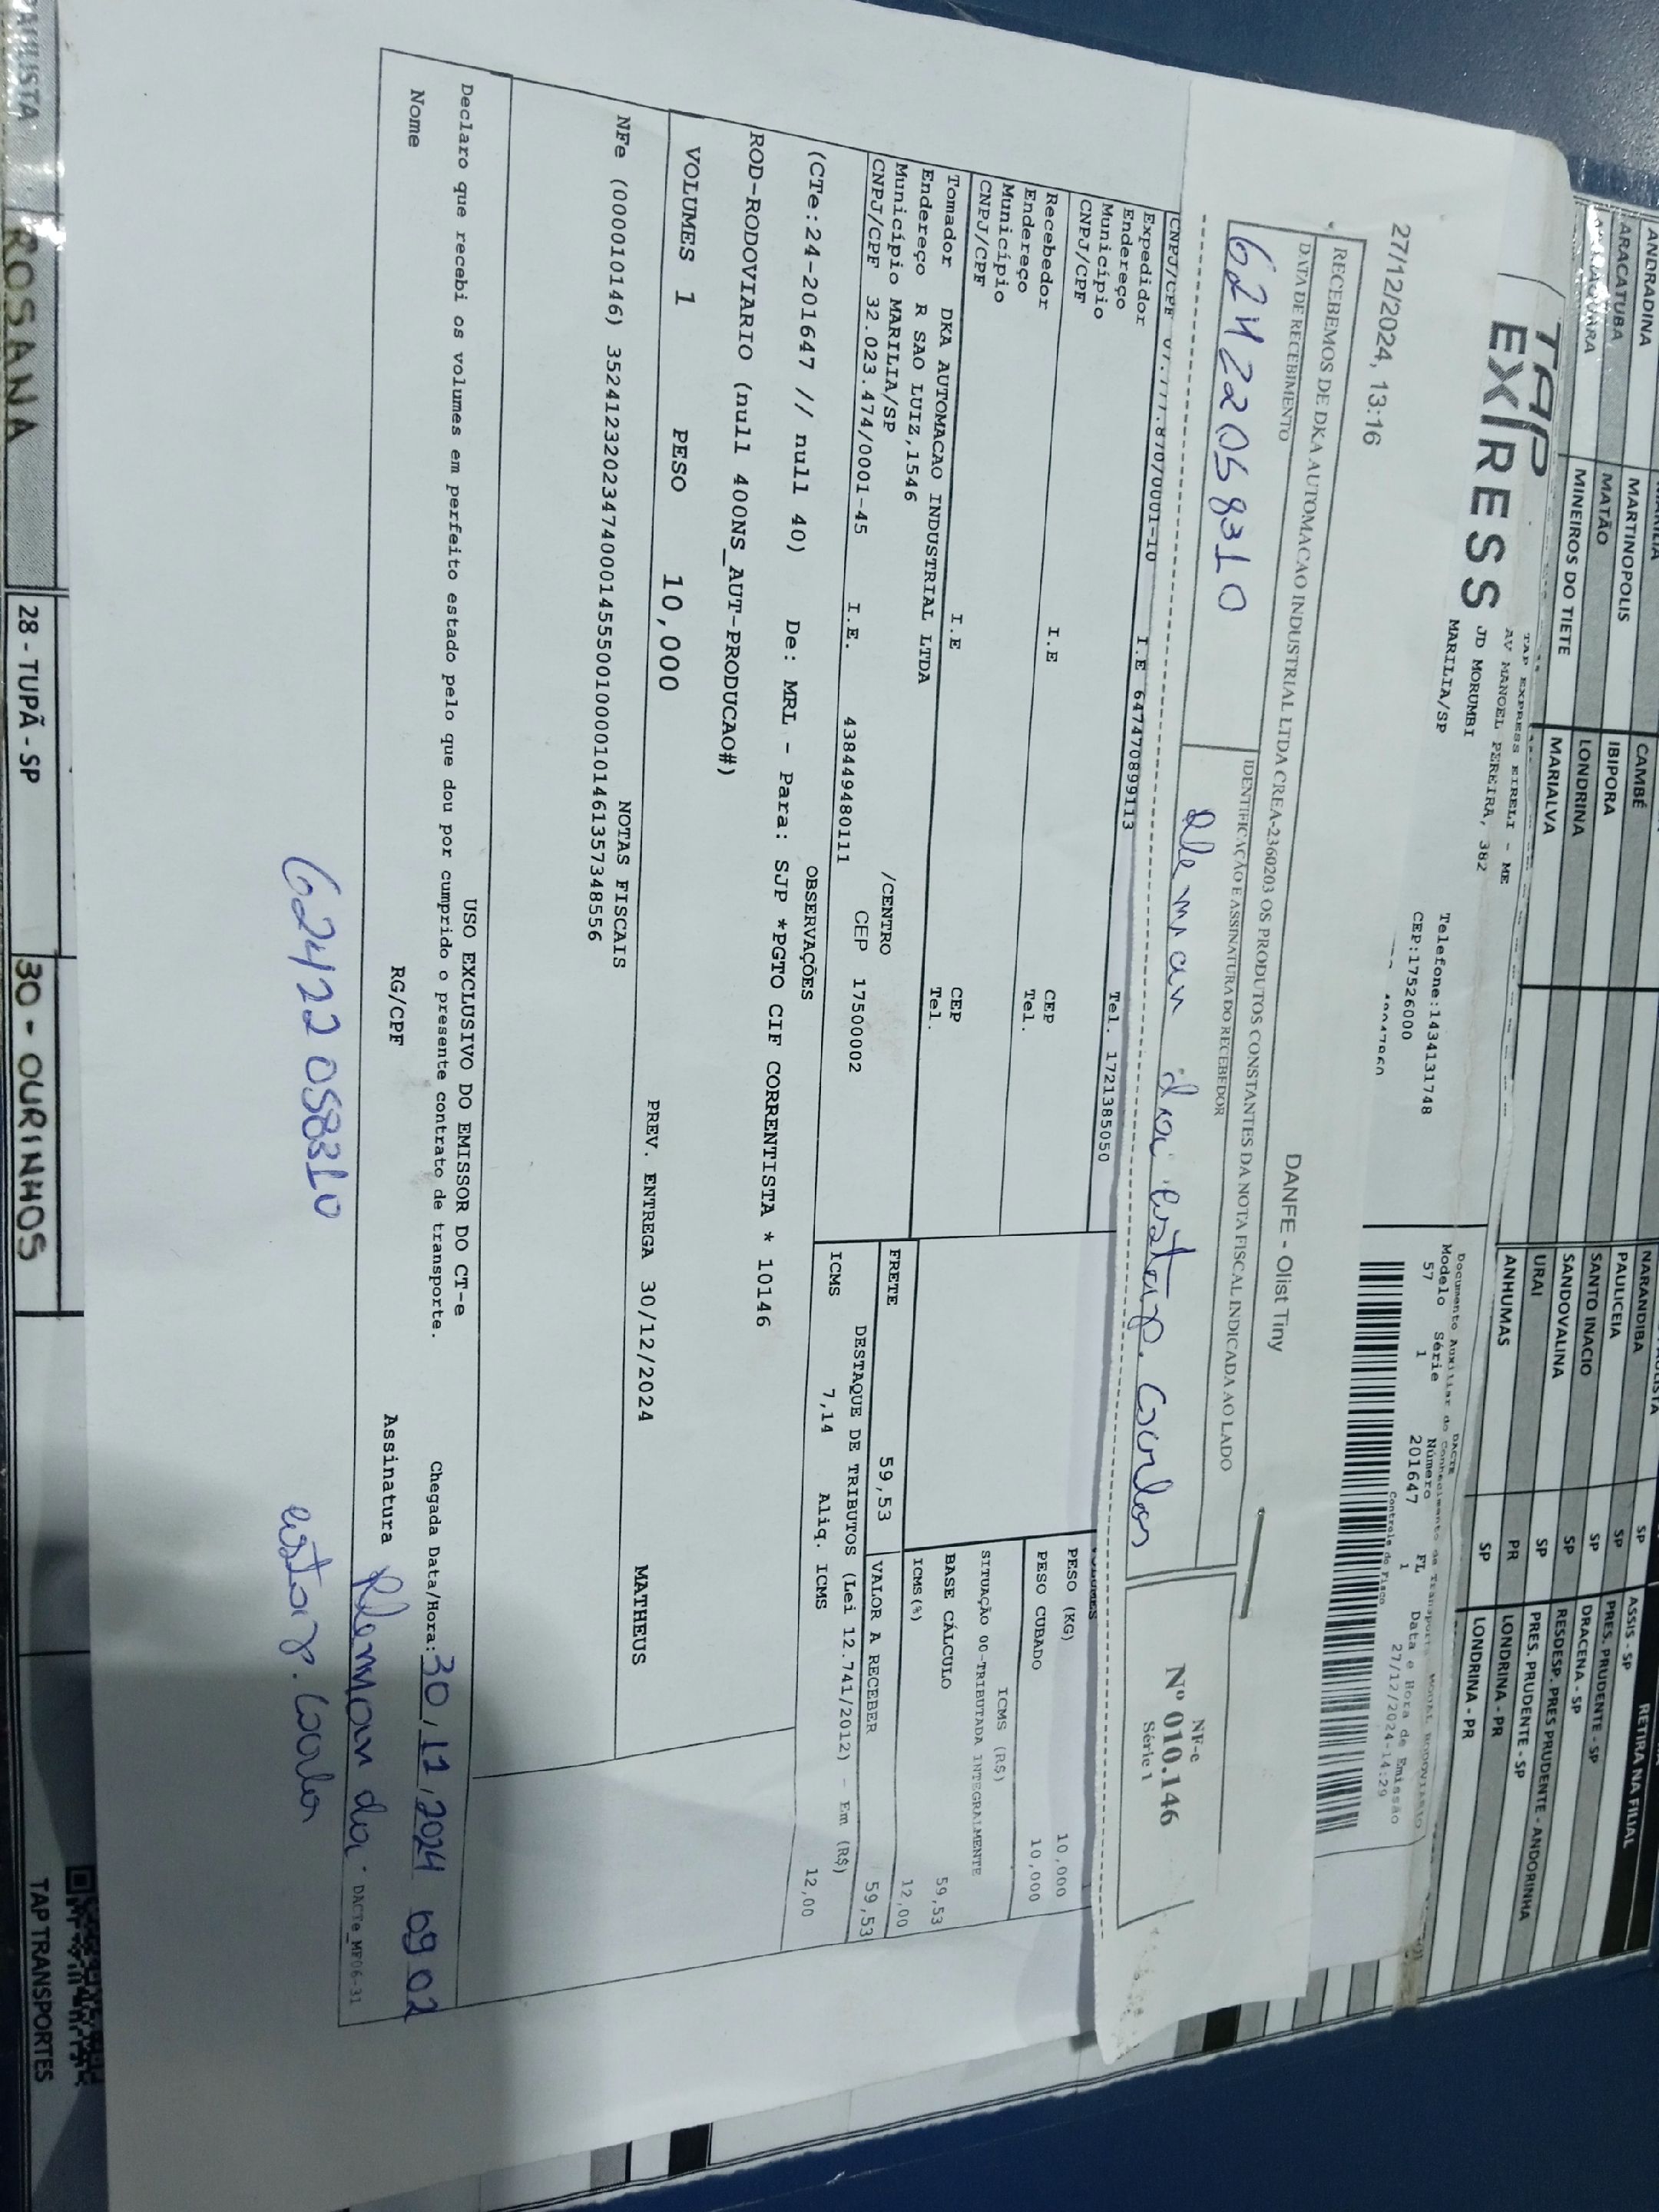 ANDRADINA
ARACATUBA
MARTINOPOLIS
MATÃO
MINEIROS DO TIETE
CAMBÉ
IBIPORA
LONDRINA
MARIALVA
NARANDIBA SP
PAULICEIA SP
SANTO INACIO SP
SANDOVALINA SP
URAI SP
ANHUMAS PR
SP
RETIRA NA FILIAL
ASSIS - SP
PRES. PRUDENTE - SP
DRACENA - SP
RESDESP. PRES PRUDENTE - SP
PRES. PRUDENTE - ANDORINHA
LONDRINA - PR
LONDRINA - PR
TAP
EXPRESS
TAP EXPRESS EIRELI - ME
AV MANOEL PEREIRA, 382
JD MORUMBI
MARILIA/SP
Telefone:1434131748
CEP:17526000
DACTE
Documento Auxiliar do Conhecimento de Transporte
MODAL RODOVIARIO
Modelo Série Número FL Data e Hora de Emissão
57 1 201647 1 27/12/2024-14:29
Controle do Fisco
27/12/2024, 13:16
DANFE - Olist Tiny
RECEBEMOS DE DKA AUTOMACAO INDUSTRIAL LTDA CREA-2360203 OS PRODUTOS CONSTANTES DA NOTA FISCAL INDICADA AO LADO
DATA DE RECEBIMENTO
IDENTIFICAÇÃO E ASSINATURA DO RECEBEDOR
62422058310
NF-e
Nº 010.146
Série 1
CNPJ/CPF I.E 647470899113
Expedidor Tel. 1721385050
Endereço
Município
CNPJ/CPF
Recebedor I.E CEP
Endereço Tel.
Município
CNPJ/CPF
Tomador DKA AUTOMACAO INDUSTRIAL LTDA I.E CEP
Endereço R SAO LUIZ,1546 /CENTRO Tel.
Município MARILIA/SP
CNPJ/CPF 32.023.474/0001-45 I.E. 438449480111 CEP 17500002
VOLUMES
PESO (KG) 10,000
PESO CUBADO 10,000
ICMS (R$)
SITUAÇÃO 00-TRIBUTADA INTEGRALMENTE
BASE CÁLCULO 59,53
ICMS(%) 12,00
FRETE 59,53 VALOR A RECEBER 59,53
DESTAQUE DE TRIBUTOS (Lei 12.741/2012) - Em (R$)
ICMS 7,14 Aliq. ICMS 12,00
OBSERVAÇÕES
(CTe:24-201647 // null 40) De: MRL - Para: SJP *PGTO CIF CORRENTISTA * 10146
ROD-RODOVIARIO (null 400NS_AUT-PRODUCAO#)
VOLUMES 1 PESO 10,000 PREV. ENTREGA 30/12/2024 MATHEUS
NOTAS FISCAIS
NFe (000010146) 35241232023474000145550010000101461357348556
USO EXCLUSIVO DO EMISSOR DO CT-e
Declaro que recebi os volumes em perfeito estado pelo que dou por cumprido o presente contrato de transporte.
Chegada Data/Hora: 30/12/2024 09 02
Nome RG/CPF Assinatura
DACTe_MF06-31
62422058310
ROSANA
28 - TUPÃ - SP
30 - OURINHOS
TAP TRANSPORTES